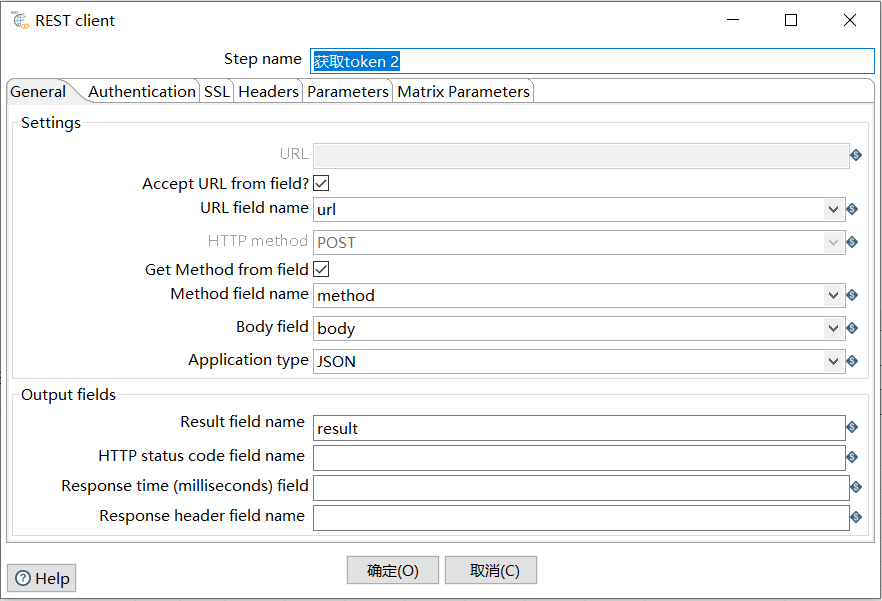 REST client
Step name 获取token 2
General Authentication SSL Headers Parameters Matrix Parameters
Settings
URL
Accept URL from field?
URL field name url
HTTP method POST
Get Method from field
Method field name method
Body field body
Application type JSON
Output fields
Result field name result
HTTP status code field name
Response time (milliseconds) field
Response header field name
Help 确定(O) 取消(C)